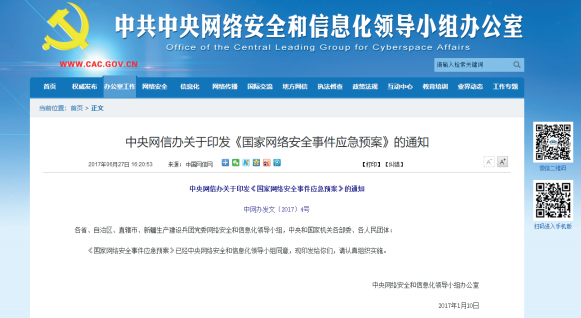 中共中央网络安全和信息化领导小组办公室
Office of the Central Leading Group for Cyberspace Affairs
WWW.CAC.GOV.CN
请输入检索关键词
首页 权威发布 办公室工作 网络安全 信息化 网络传播 国际交流 地方网信 执法督查 政策法规 互动中心 教育培训 业界动态 工作专题
当前位置：首页 > 正文
中央网信办关于印发《国家网络安全事件应急预案》的通知
2017年06月27日 16:20:53 来源：中国网信网 【打印】【纠错】
中央网信办关于印发《国家网络安全事件应急预案》的通知
中网办发文〔2017〕4号
各省、自治区、直辖市、新疆生产建设兵团党委网络安全和信息化领导小组，中央和国家机关各部委、各人民团体：
《国家网络安全事件应急预案》已经中央网络安全和信息化领导小组同意，现印发给你们，请认真组织实施。
中央网络安全和信息化领导小组办公室
2017年1月10日
微信二维码
扫码进入手机版